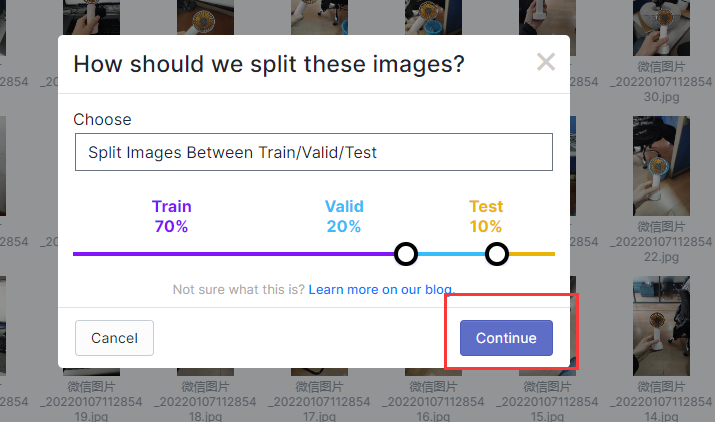 How should we split these images?
Choose
Split Images Between Train/Valid/Test
Train
70%
Valid
20%
Test
10%
Not sure what this is? Learn more on our blog.
Cancel
Continue
微信图片
_20220107112854
30.jpg
微信图片
_20220107112854
22.jpg
微信图片
_20220107112854
19.jpg
微信图片
_20220107112854
18.jpg
微信图片
_20220107112854
17.jpg
微信图片
_20220107112854
16.jpg
微信图片
_20220107112854
15.jpg
微信图片
_20220107112854
14.jpg